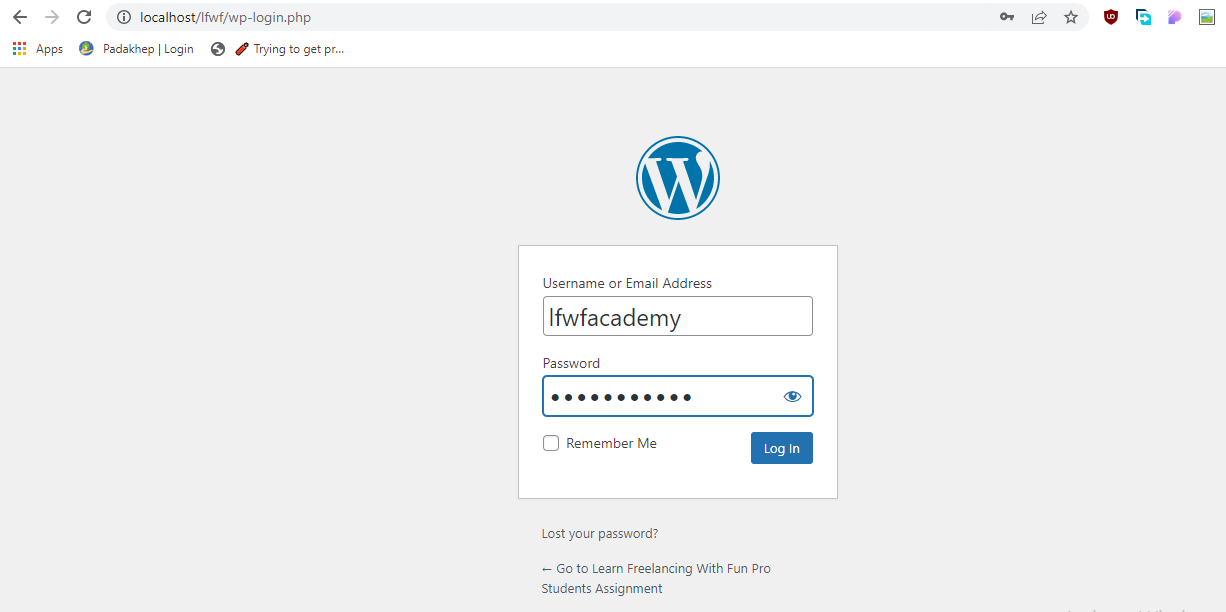 localhost/lfwf/wp-login.php
Apps Padakhep | Login Trying to get pr...
Username or Email Address
lfwfacademy
Password
Remember Me
Log In
Lost your password?
← Go to Learn Freelancing With Fun Pro
Students Assignment